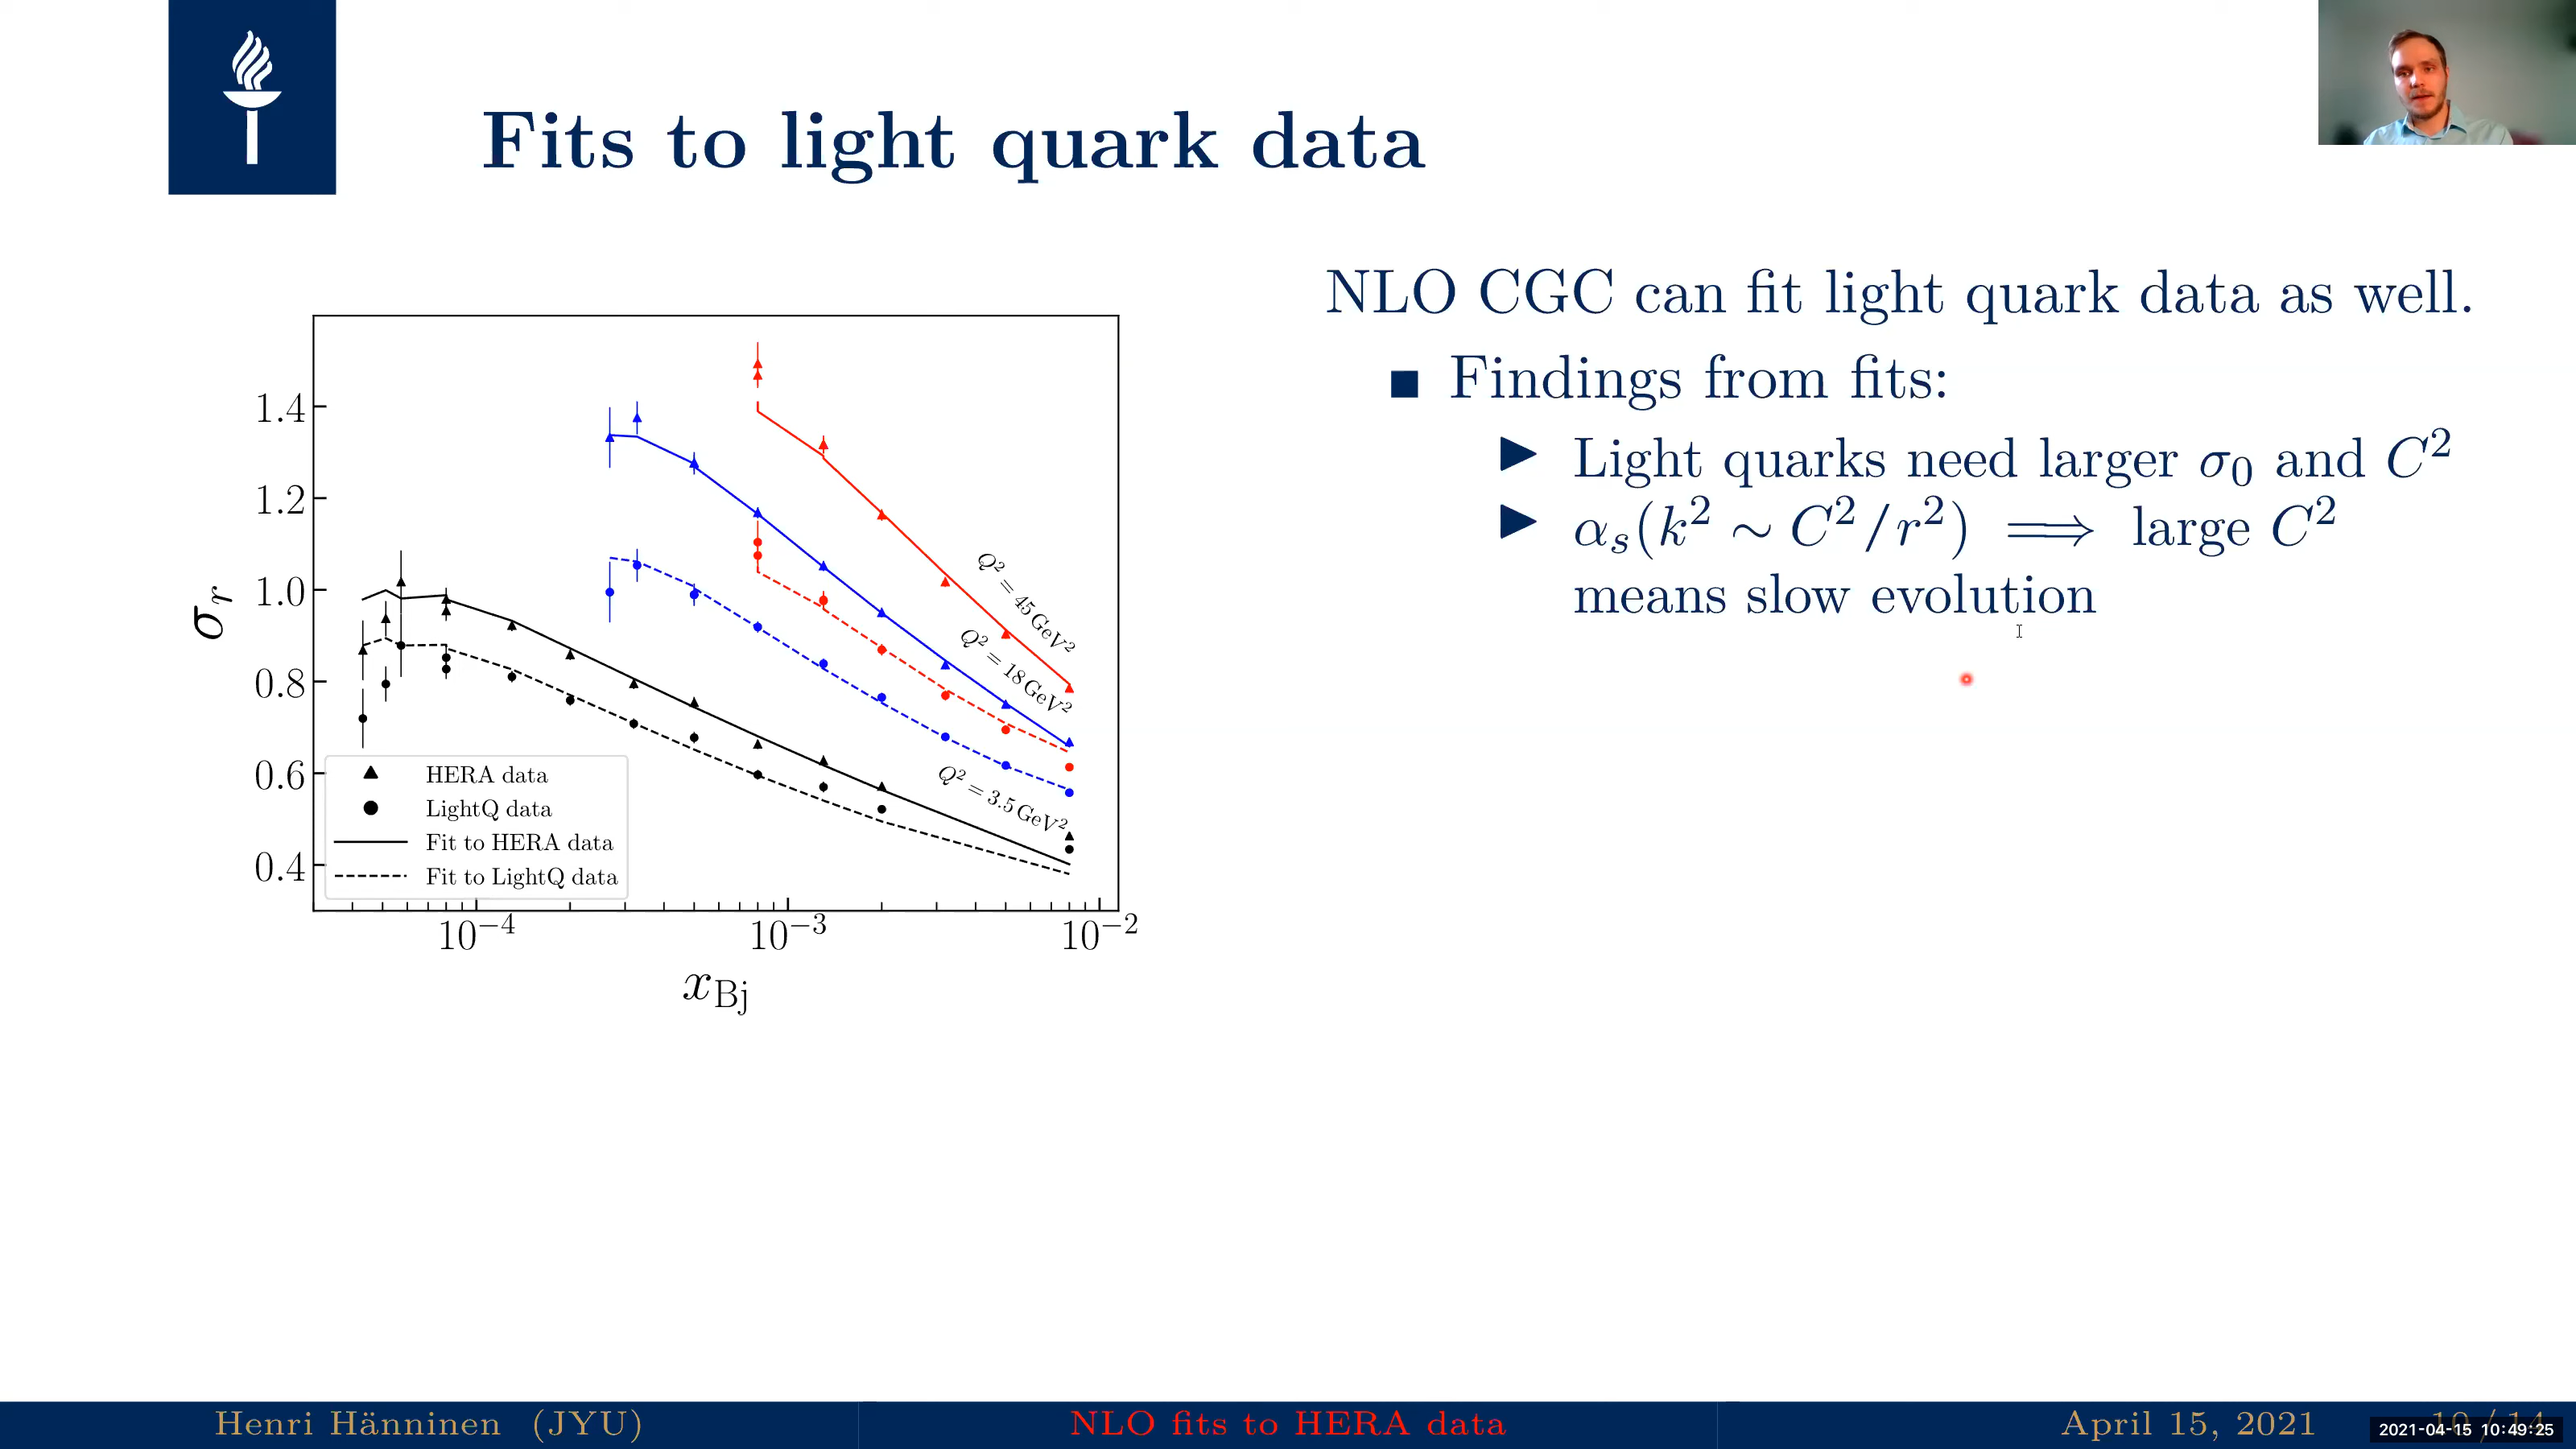 Fits to light quark data
NLO CGC can fit light quark data as well.
■ Findings from fits:
▶ Light quarks need larger σ₀ and C²
▶ αₛ(k² ∼ C²/r²) ⟹ large C²
means slow evolution
σᵣ
1.4
1.2
1.0
0.8
0.6
0.4
Q² = 45 GeV²
Q² = 18 GeV²
Q² = 3.5 GeV²
HERA data
LightQ data
Fit to HERA data
Fit to LightQ data
10⁻⁴ 10⁻³ 10⁻²
x_Bj
Henri Hänninen (JYU) NLO fits to HERA data April 15, 2021 10 / 14
2021-04-15 10:49:25